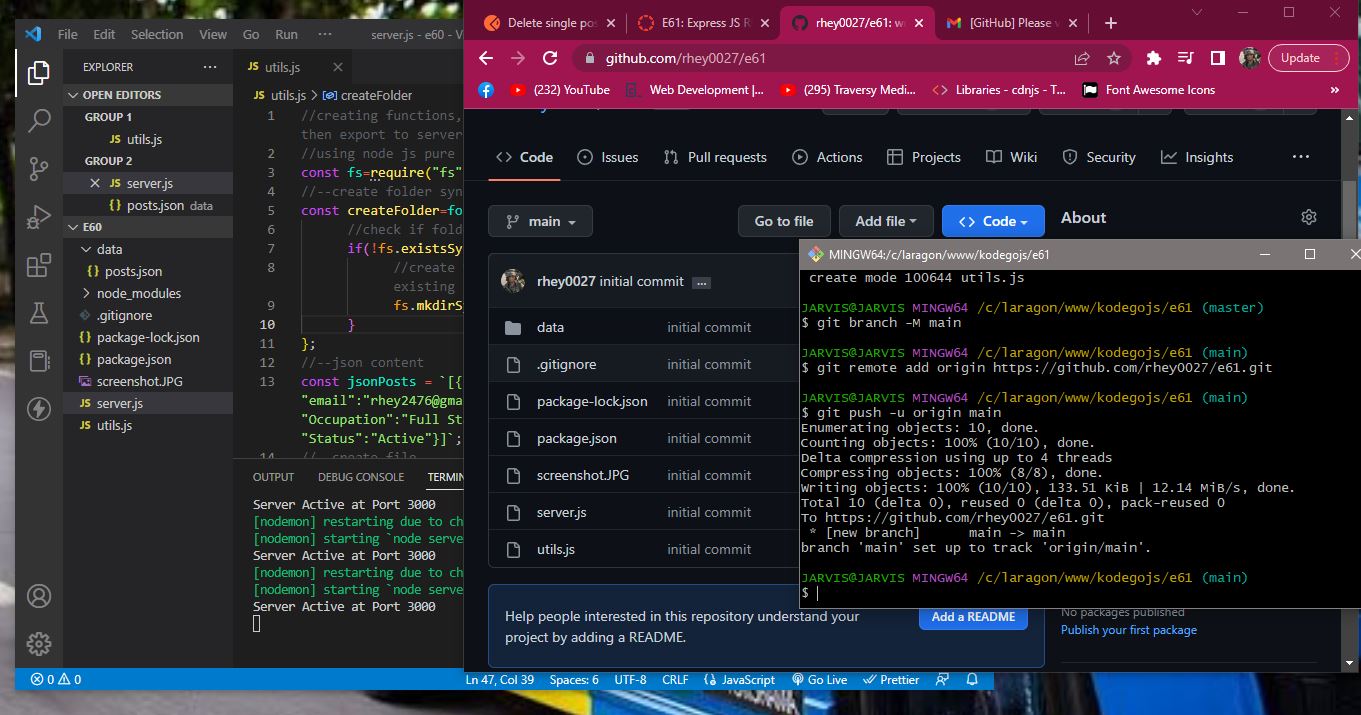 File Edit Selection View Go Run ··· server.js - e60 - V
EXPLORER ···
OPEN EDITORS
GROUP 1
JS utils.js
GROUP 2
JS server.js
{} posts.json data
E60
data
{} posts.json
node_modules
.gitignore
{} package-lock.json
{} package.json
screenshot.JPG
JS server.js
JS utils.js
JS utils.js
JS utils.js > createFolder
1 //creating functions,
then export to server
2 //using node js pure
3 const fs=require("fs"
4 //--create folder syn
5 const createFolder=fo
6 //check if fold
7 if(!fs.existsSy
8 //create
existing
9 fs.mkdirS
10 }
11 };
12 //--json content
13 const jsonPosts = `[{
"email":"rhey2476@gma
"Occupation":"Full St
"Status":"Active"}]`;
14 //--create file
OUTPUT DEBUG CONSOLE TERMIN
Server Active at Port 3000
[nodemon] restarting due to ch
[nodemon] starting `node serve
Server Active at Port 3000
[nodemon] restarting due to ch
[nodemon] starting `node serve
Server Active at Port 3000
0 0
Ln 47, Col 39 Spaces: 6 UTF-8 CRLF JavaScript Go Live Prettier
Delete single pos
E61: Express JS R
rhey0027/e61: w
[GitHub] Please v
github.com/rhey0027/e61
Update
(232) YouTube
Web Development |...
(295) Traversy Medi...
Libraries - cdnjs - T...
Font Awesome Icons
»
Code Issues Pull requests Actions Projects Wiki Security Insights ···
main
Go to file Add file Code
About
rhey0027 initial commit ...
data initial commit
.gitignore initial commit
package-lock.json initial commit
package.json initial commit
screenshot.JPG initial commit
server.js initial commit
utils.js initial commit
Help people interested in this repository understand your
project by adding a README.
Add a README
No packages published
Publish your first package
MINGW64:/c/laragon/www/kodegojs/e61
create mode 100644 utils.js
JARVIS@JARVIS MINGW64 /c/laragon/www/kodegojs/e61 (master)
$ git branch -M main
JARVIS@JARVIS MINGW64 /c/laragon/www/kodegojs/e61 (main)
$ git remote add origin https://github.com/rhey0027/e61.git
JARVIS@JARVIS MINGW64 /c/laragon/www/kodegojs/e61 (main)
$ git push -u origin main
Enumerating objects: 10, done.
Counting objects: 100% (10/10), done.
Delta compression using up to 4 threads
Compressing objects: 100% (8/8), done.
Writing objects: 100% (10/10), 133.51 KiB | 12.14 MiB/s, done.
Total 10 (delta 0), reused 0 (delta 0), pack-reused 0
To https://github.com/rhey0027/e61.git
* [new branch] main -> main
branch 'main' set up to track 'origin/main'.
JARVIS@JARVIS MINGW64 /c/laragon/www/kodegojs/e61 (main)
$